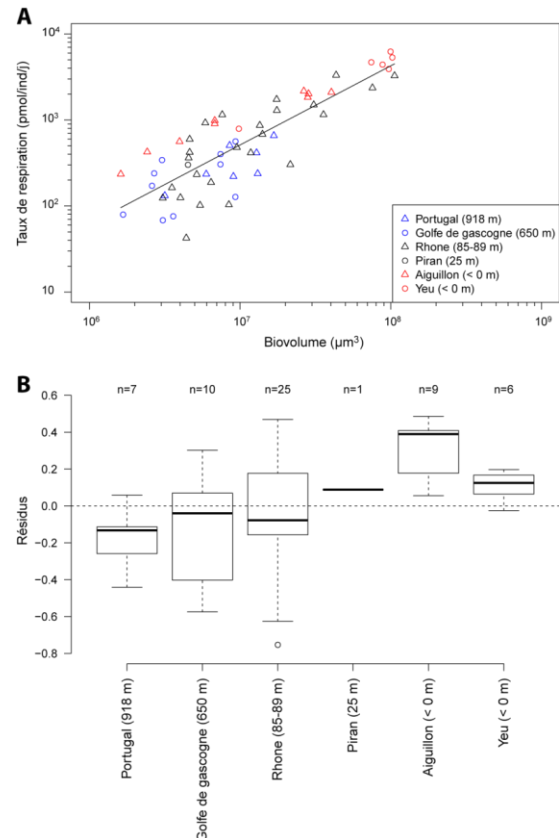 A
Taux de respiration (pmol/ind/j)
10⁴
10³
10²
10
Portugal (918 m)
Golfe de gascogne (650 m)
Rhone (85-89 m)
Piran (25 m)
Aiguillon (< 0 m)
Yeu (< 0 m)
10⁶ 10⁷ 10⁸ 10⁹
Biovolume (µm³)
B
n=7 n=10 n=25 n=1 n=9 n=6
Résidus
0.6
0.4
0.2
0.0
−0.2
−0.4
−0.6
−0.8
Portugal (918 m)
Golfe de gascogne (650 m)
Rhone (85-89 m)
Piran (25 m)
Aiguillon (< 0 m)
Yeu (< 0 m)